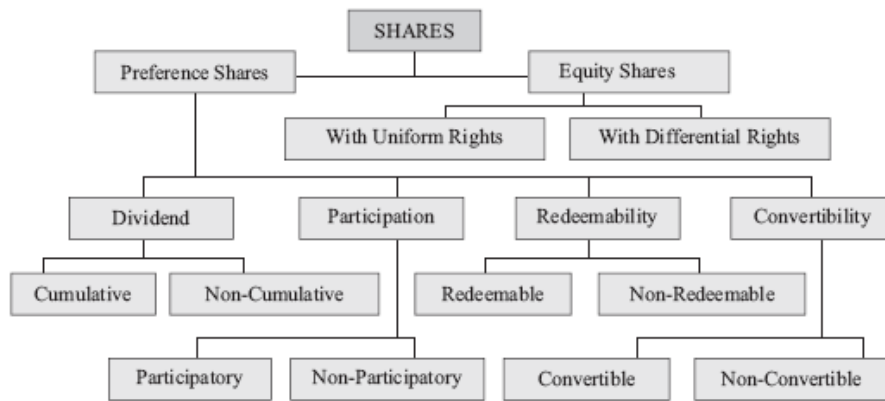 SHARES
Preference Shares
Equity Shares
With Uniform Rights
With Differential Rights
Dividend
Participation
Redeemability
Convertibility
Cumulative
Non-Cumulative
Redeemable
Non-Redeemable
Participatory
Non-Participatory
Convertible
Non-Convertible